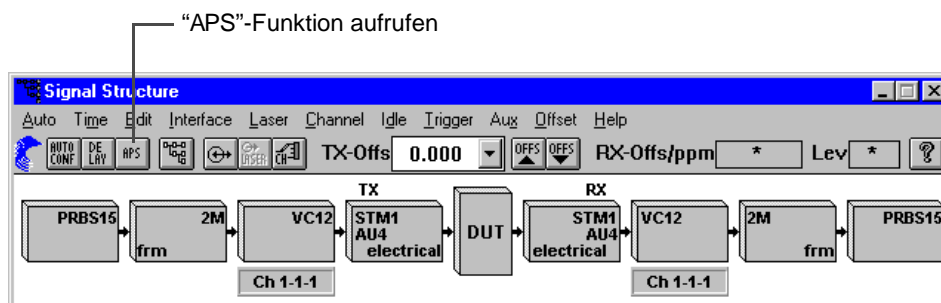 “APS”-Funktion aufrufen
Signal Structure
Auto Time Edit Interface Laser Channel Idle Trigger Aux Offset Help
AUTO CONF DE LAY APS LASER CH TX-Offs 0.000 OFFS OFFS RX-Offs/ppm * Lev * ?
TX RX
PRBS15 2M VC12 STM1 DUT STM1 VC12 2M PRBS15
AU4 AU4
frm electrical electrical frm
Ch 1-1-1 Ch 1-1-1